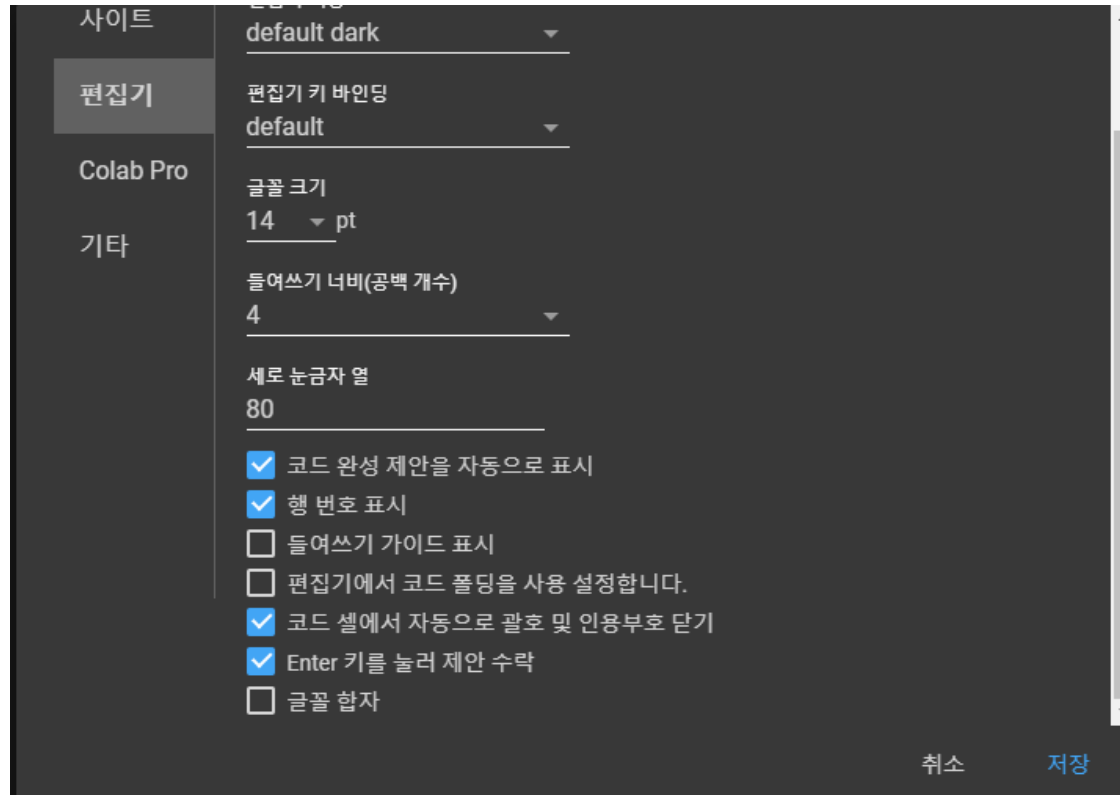 사이트
편집기
Colab Pro
기타
default dark
편집기 키 바인딩
default
글꼴 크기
14 pt
들여쓰기 너비(공백 개수)
4
세로 눈금자 열
80
코드 완성 제안을 자동으로 표시
행 번호 표시
들여쓰기 가이드 표시
편집기에서 코드 폴딩을 사용 설정합니다.
코드 셀에서 자동으로 괄호 및 인용부호 닫기
Enter 키를 눌러 제안 수락
글꼴 합자
취소 저장